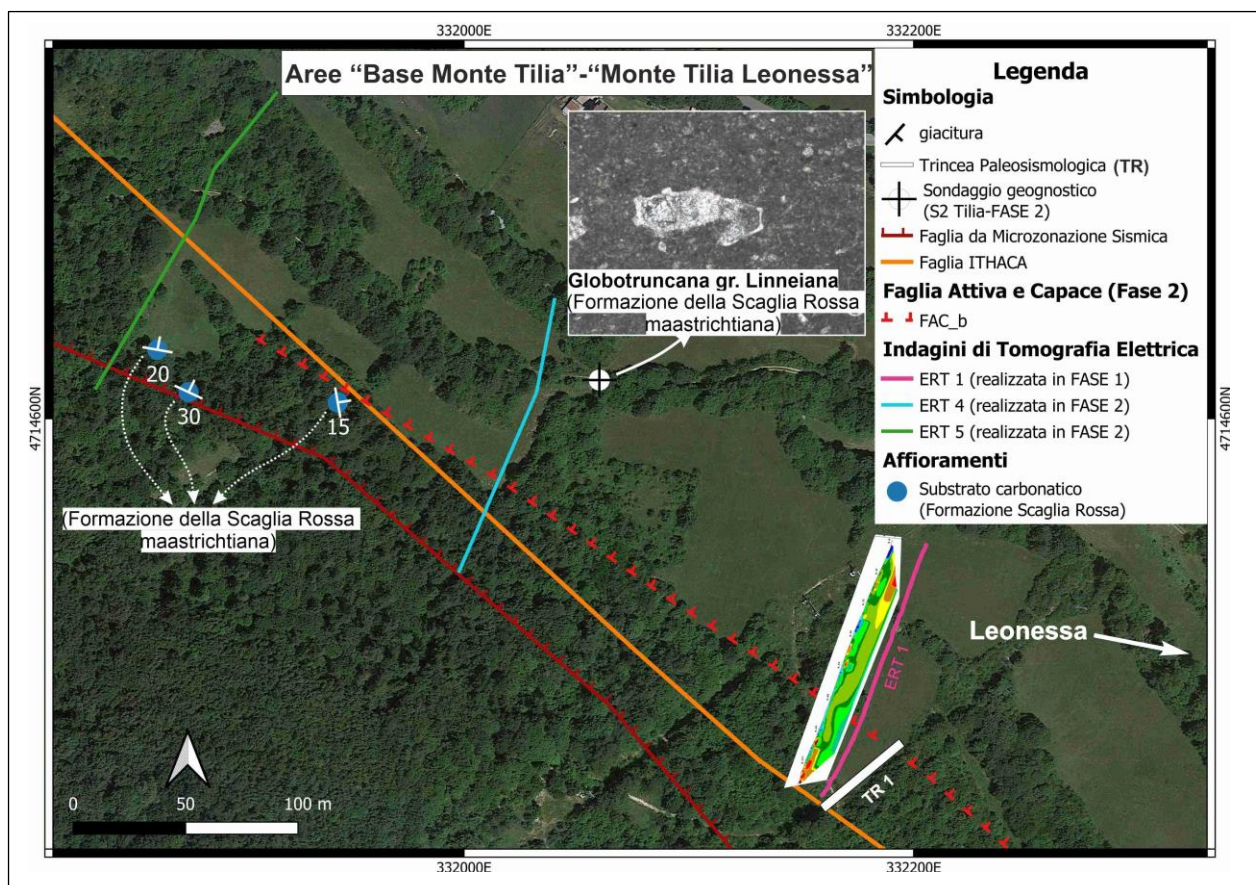 332000E
332200E
Aree “Base Monte Tilia”-“Monte Tilia Leonessa”
Globotruncana gr. Linneiana
(Formazione della Scaglia Rossa
maastrichtiana)
20
30
15
4714600N
4714600N
(Formazione della Scaglia Rossa
maastrichtiana)
Leonessa
ERT 1
TR 1
0
50
100 m
332000E
332200E
Legenda
Simbologia
giacitura
Trincea Paleosismologica (TR)
Sondaggio geognostico
(S2 Tilia-FASE 2)
Faglia da Microzonazione Sismica
Faglia ITHACA
Faglia Attiva e Capace (Fase 2)
FAC_b
Indagini di Tomografia Elettrica
ERT 1 (realizzata in FASE 1)
ERT 4 (realizzata in FASE 2)
ERT 5 (realizzata in FASE 2)
Affioramenti
Substrato carbonatico
(Formazione Scaglia Rossa)